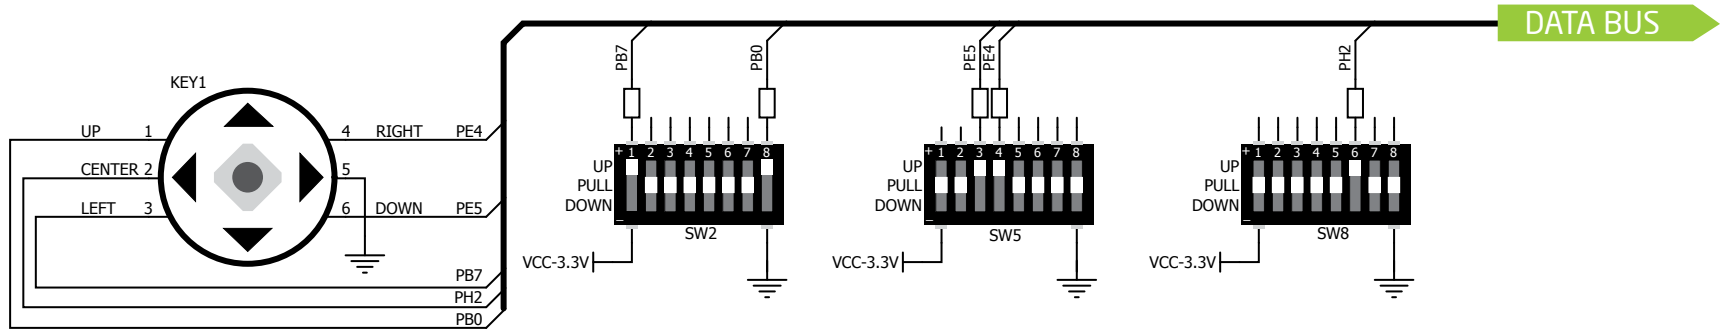 DATA BUS
KEY1
UP 1
CENTER 2
LEFT 3
4 RIGHT PE4
5
6 DOWN PE5
PB7
PH2
PB0
PB7
PB0
+ 1 2 3 4 5 6 7 8
UP
PULL
DOWN
–
SW2
VCC-3.3V
PE5
PE4
+ 1 2 3 4 5 6 7 8
UP
PULL
DOWN
–
SW5
VCC-3.3V
PH2
+ 1 2 3 4 5 6 7 8
UP
PULL
DOWN
–
SW8
VCC-3.3V